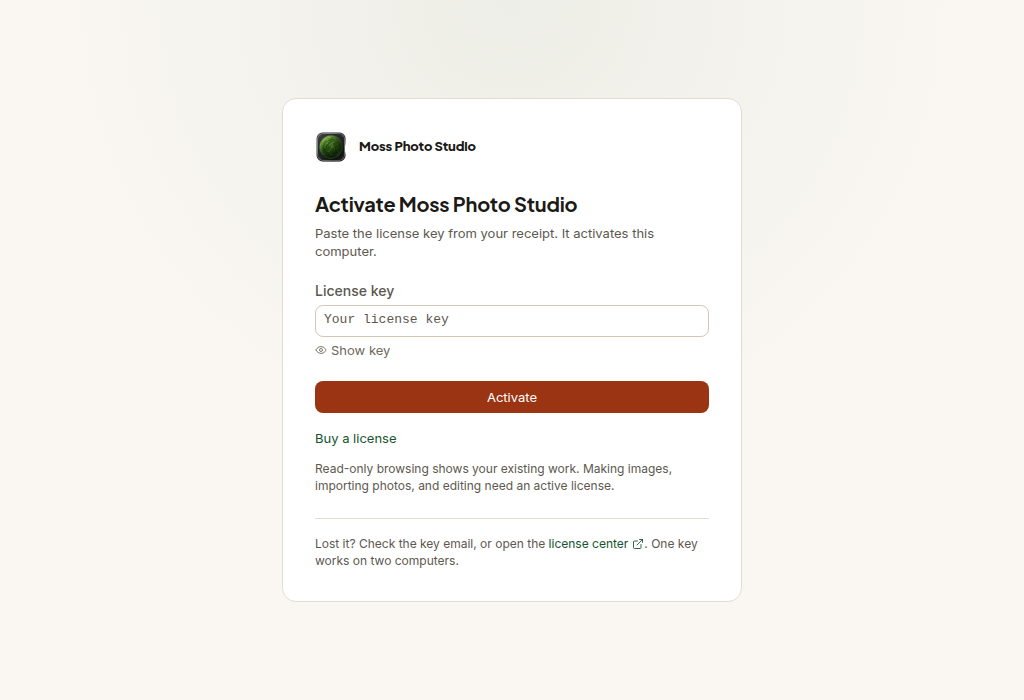 Moss Photo Studio
Activate Moss Photo Studio
Paste the license key from your receipt. It activates this
computer.
License key
Your license key
Show key
Activate
Buy a license
Read-only browsing shows your existing work. Making images,
importing photos, and editing need an active license.
Lost it? Check the key email, or open the license center. One key
works on two computers.